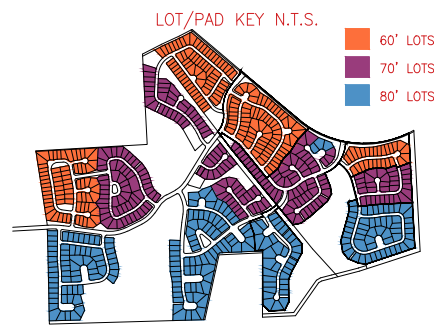 LOT/PAD KEY N.T.S.
60' LOTS
70' LOTS
80' LOTS